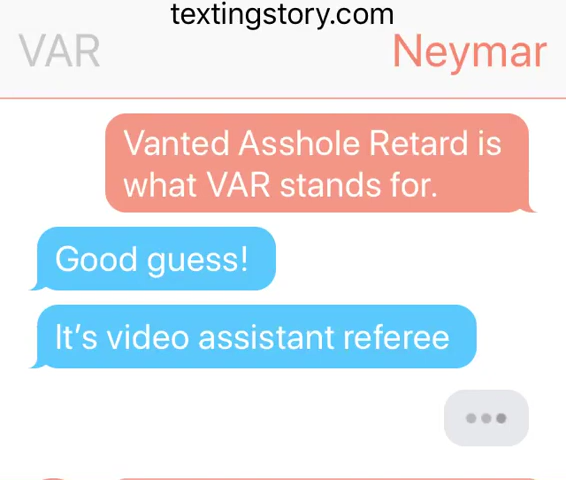 textingstory.com
VAR
Neymar
Vanted Asshole Retard is
what VAR stands for.
Good guess!
It's video assistant referee